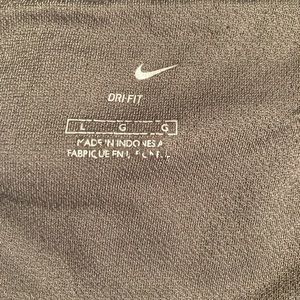 DRI-FIT
L G G
MADE IN INDONESIA
FABRIQUE EN